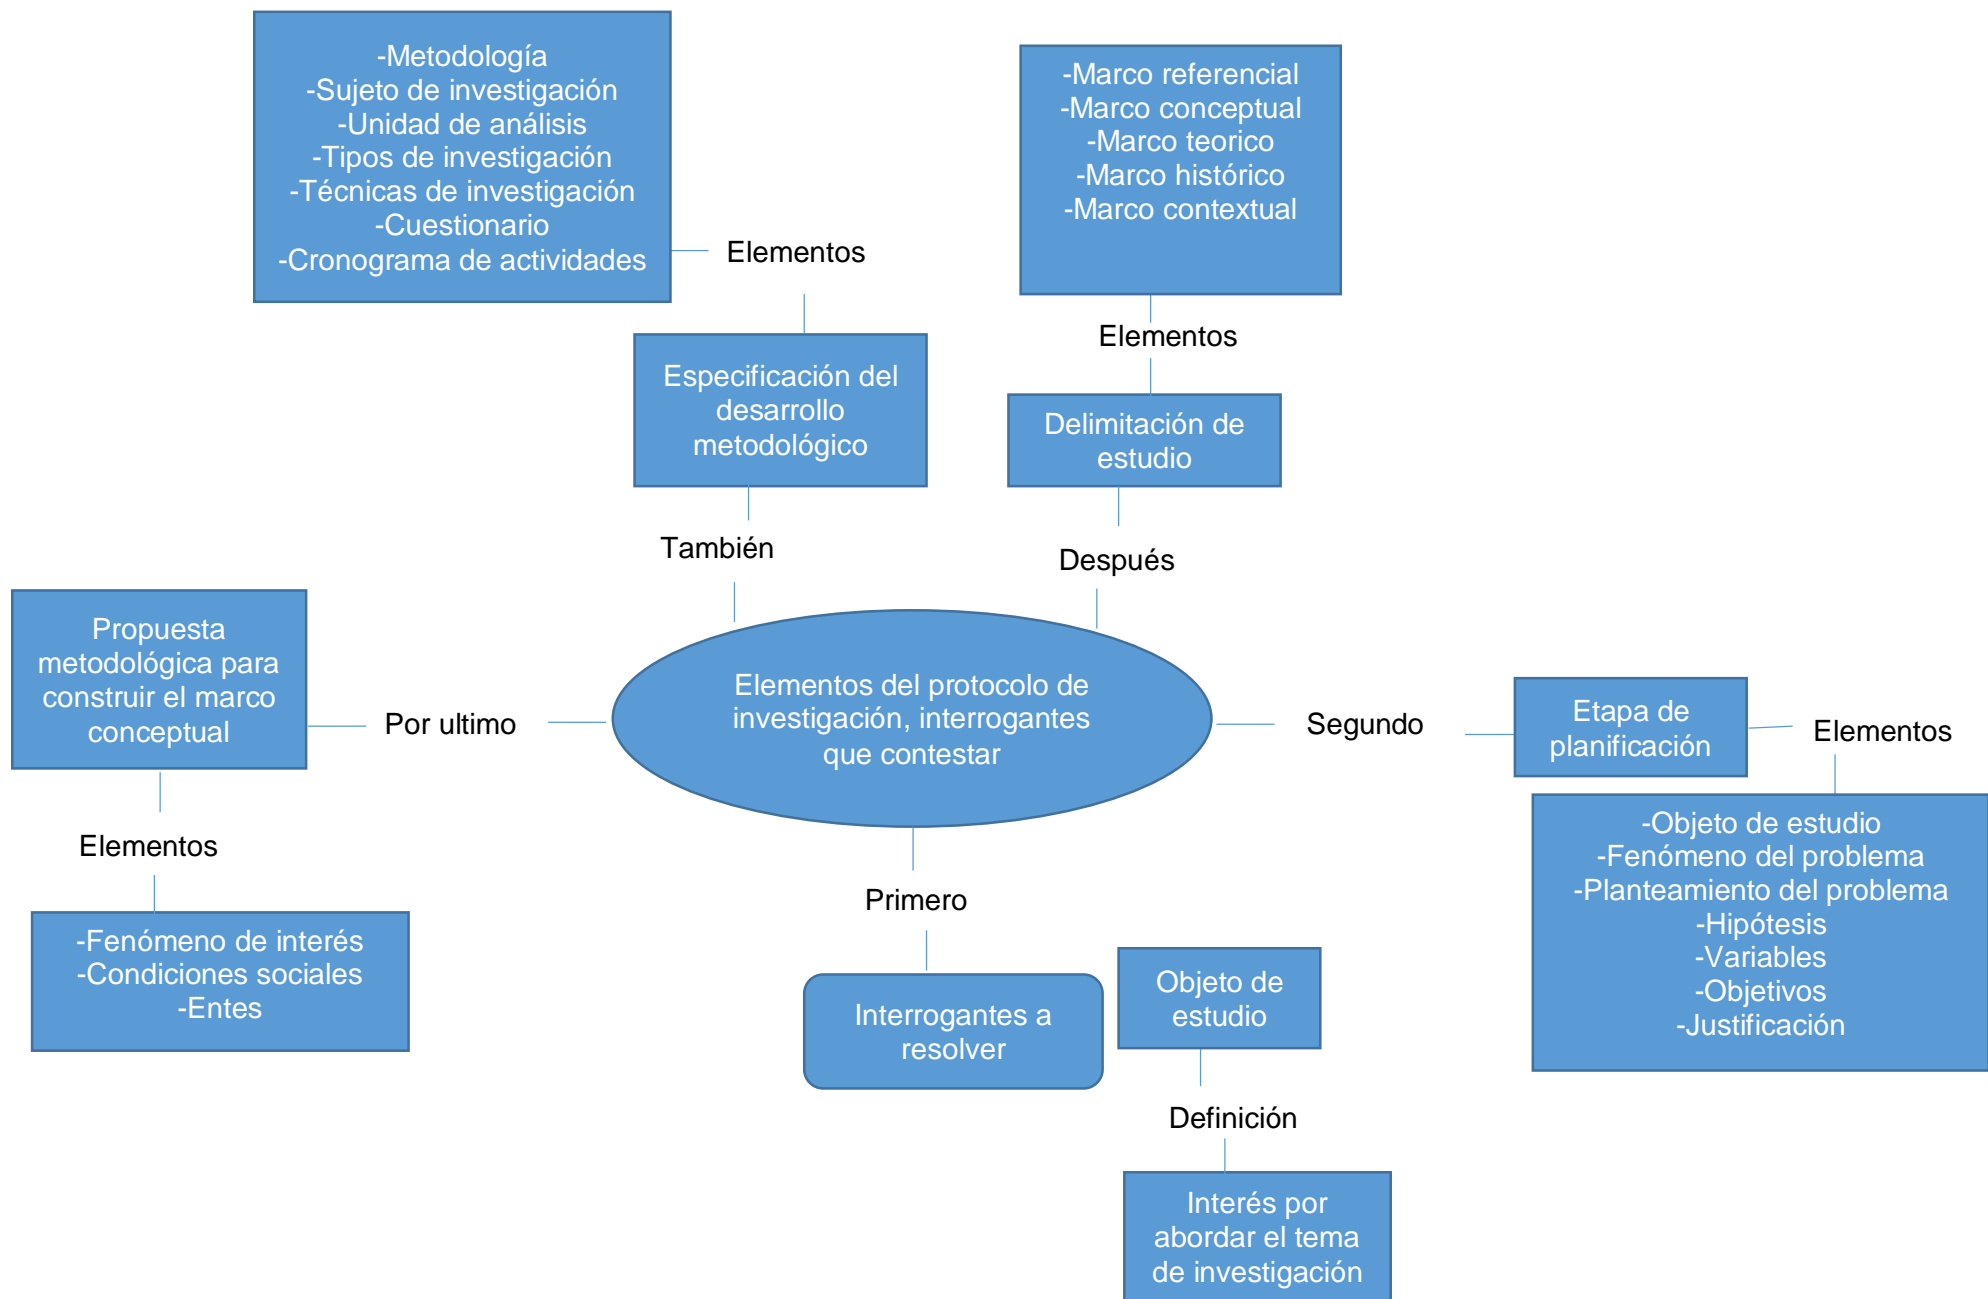 -Metodología
-Sujeto de investigación
-Unidad de análisis
-Tipos de investigación
-Técnicas de investigación
-Cuestionario
-Cronograma de actividades
Elementos
-Marco referencial
-Marco conceptual
-Marco teorico
-Marco histórico
-Marco contextual
Elementos
Especificación del
desarrollo
metodológico
Delimitación de
estudio
También
Después
Propuesta
metodológica para
construir el marco
conceptual
Por ultimo
Elementos del protocolo de
investigación, interrogantes
que contestar
Segundo
Etapa de
planificación
Elementos
Elementos
-Fenómeno de interés
-Condiciones sociales
-Entes
Primero
Interrogantes a
resolver
Objeto de
estudio
Definición
Interés por
abordar el tema
de investigación
-Objeto de estudio
-Fenómeno del problema
-Planteamiento del problema
-Hipótesis
-Variables
-Objetivos
-Justificación